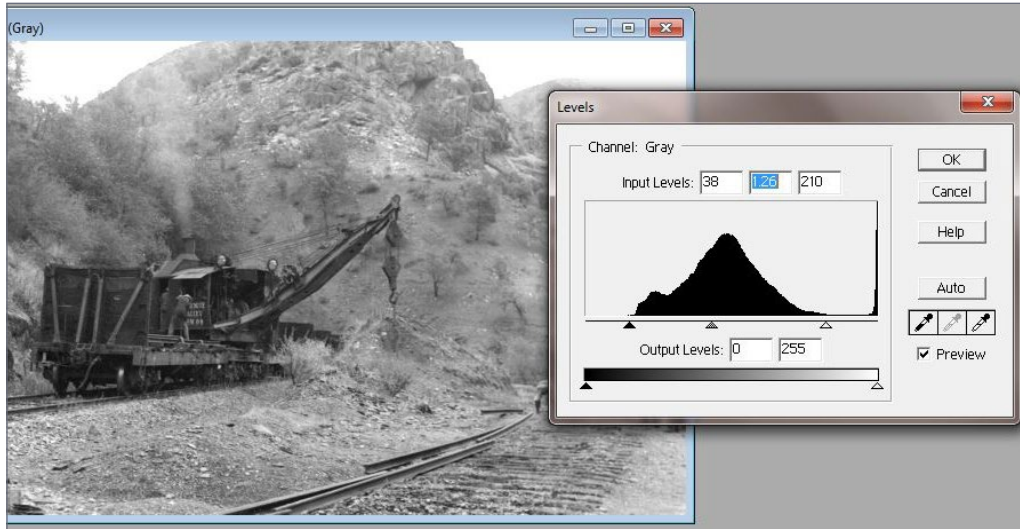 (Gray)
Levels
Channel: Gray
Input Levels: 38 1.26 210
Output Levels: 0 255
OK
Cancel
Help
Auto
Preview